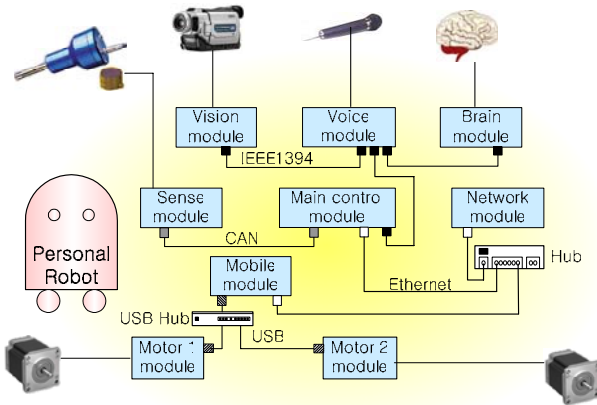 Vision
module
Voice
module
Brain
module
IEEE1394
Sense
module
Main contro
module
Network
module
CAN
Personal
Robot
Mobile
module
Ethernet
Hub
USB Hub
USB
Motor 1
module
Motor 2
module